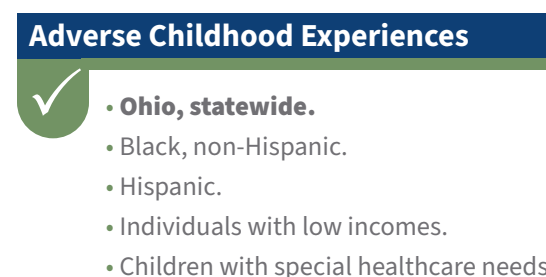 Adverse Childhood Experiences
• Ohio, statewide.
• Black, non-Hispanic.
• Hispanic.
• Individuals with low incomes.
• Children with special healthcare needs